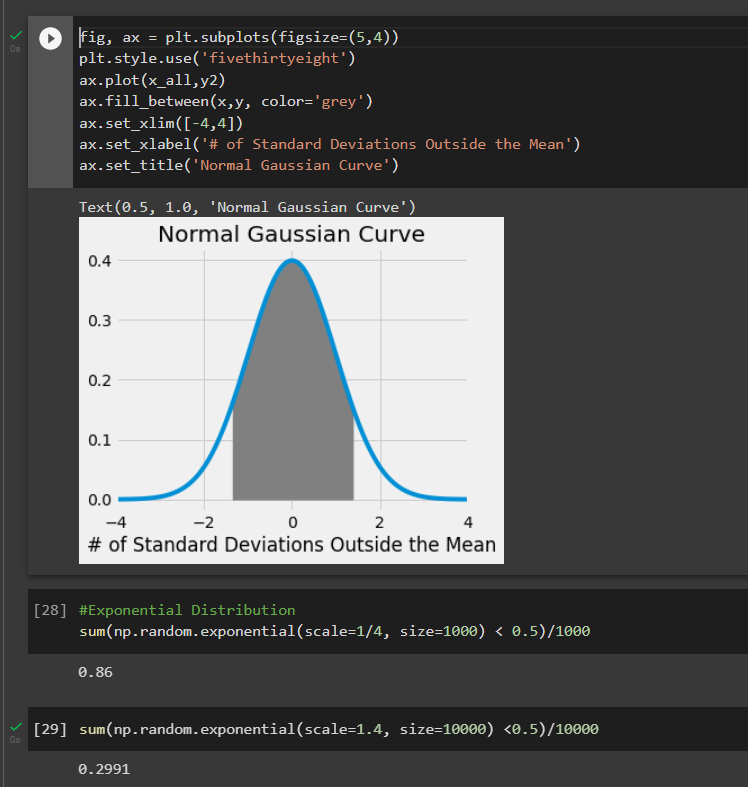 fig, ax = plt.subplots(figsize=(5,4))
0s
plt.style.use('fivethirtyeight')
ax.plot(x_all,y2)
ax.fill_between(x,y, color='grey')
ax.set_xlim([-4,4])
ax.set_xlabel('# of Standard Deviations Outside the Mean')
ax.set_title('Normal Gaussian Curve')
Text(0.5, 1.0, 'Normal Gaussian Curve')
Normal Gaussian Curve
0.4
0.3
0.2
0.1
0.0
−4 −2 0 2 4
# of Standard Deviations Outside the Mean
[28] #Exponential Distribution
sum(np.random.exponential(scale=1/4, size=1000) < 0.5)/1000
0.86
[29] sum(np.random.exponential(scale=1.4, size=10000) <0.5)/10000
0s
0.2991